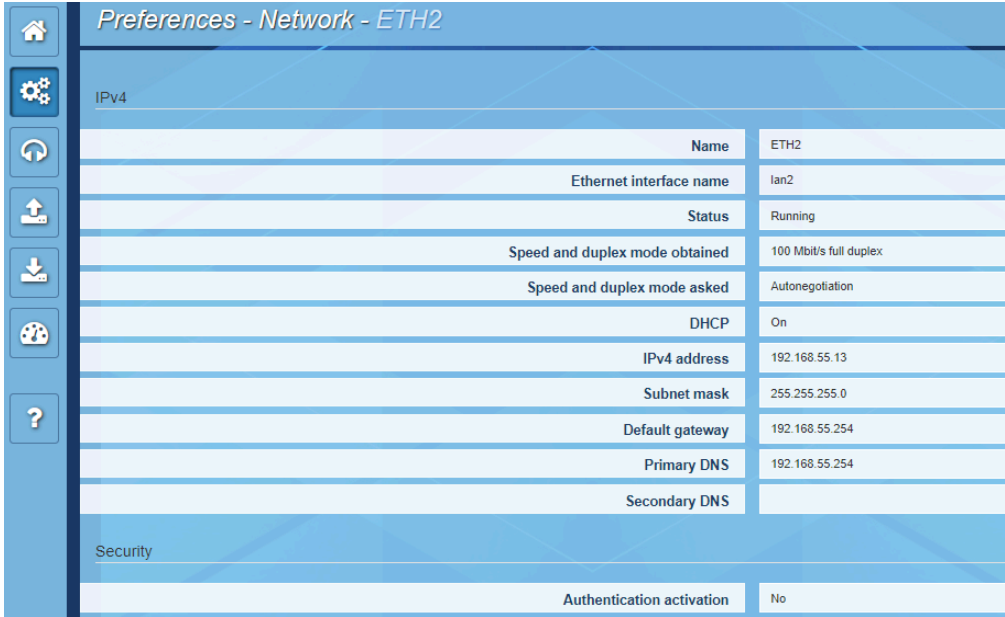 Preferences - Network - ETH2
IPv4
Name ETH2
Ethernet interface name lan2
Status Running
Speed and duplex mode obtained 100 Mbit/s full duplex
Speed and duplex mode asked Autonegotiation
DHCP On
IPv4 address 192.168.55.13
Subnet mask 255.255.255.0
Default gateway 192.168.55.254
Primary DNS 192.168.55.254
Secondary DNS
Security
Authentication activation No
?